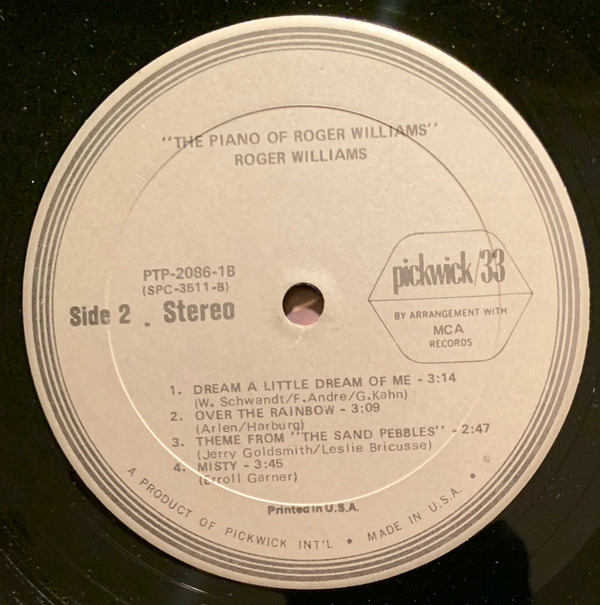 "THE PIANO OF ROGER WILLIAMS"
ROGER WILLIAMS
PTP-2086-1B
(SPC-3511-B)
Side 2 . Stereo
pickwick/33
BY ARRANGEMENT WITH
MCA
RECORDS
1. DREAM A LITTLE DREAM OF ME - 3:14
(W. Schwandt/F.Andre/G.Kahn)
2. OVER THE RAINBOW - 3:09
(Arlen/Harburg)
3. THEME FROM "THE SAND PEBBLES" - 2:47
(Jerry Goldsmith/Leslie Bricusse)
4. MISTY - 3:45
(Erroll Garner)
Printed in U.S.A.
A PRODUCT OF PICKWICK INT'L • MADE IN U.S.A. • ®